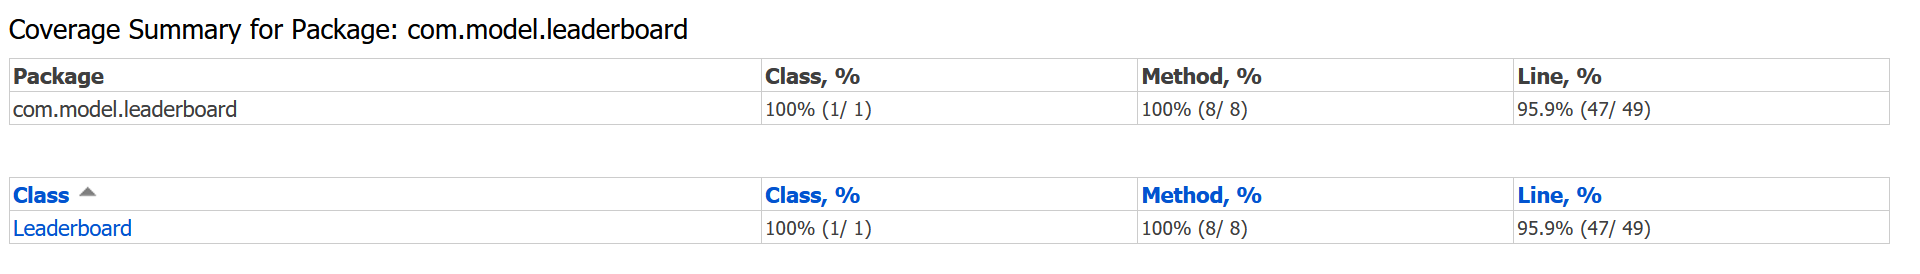 Coverage Summary for Package: com.model.leaderboard
Package Class, % Method, % Line, %
com.model.leaderboard 100% (1/ 1) 100% (8/ 8) 95.9% (47/ 49)
Class Class, % Method, % Line, %
Leaderboard 100% (1/ 1) 100% (8/ 8) 95.9% (47/ 49)